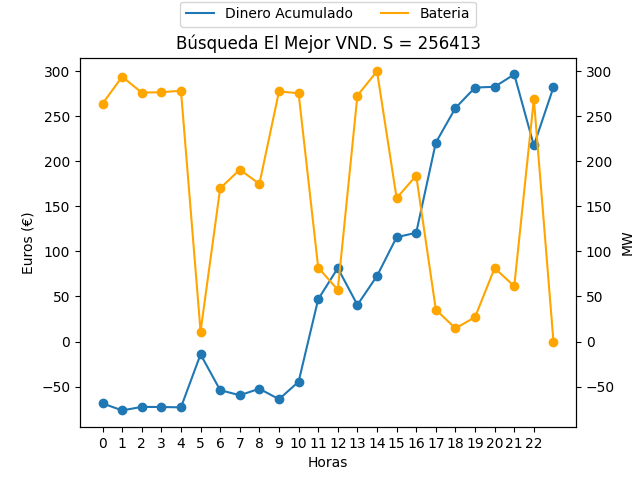 Dinero Acumulado Bateria
Búsqueda El Mejor VND. S = 256413
300 300
250 250
200 200
150 150
100 100
50 50
0 0
−50 −50
Euros (€)
MW
0 1 2 3 4 5 6 7 8 9 10 11 12 13 14 15 16 17 18 19 20 21 22
Horas